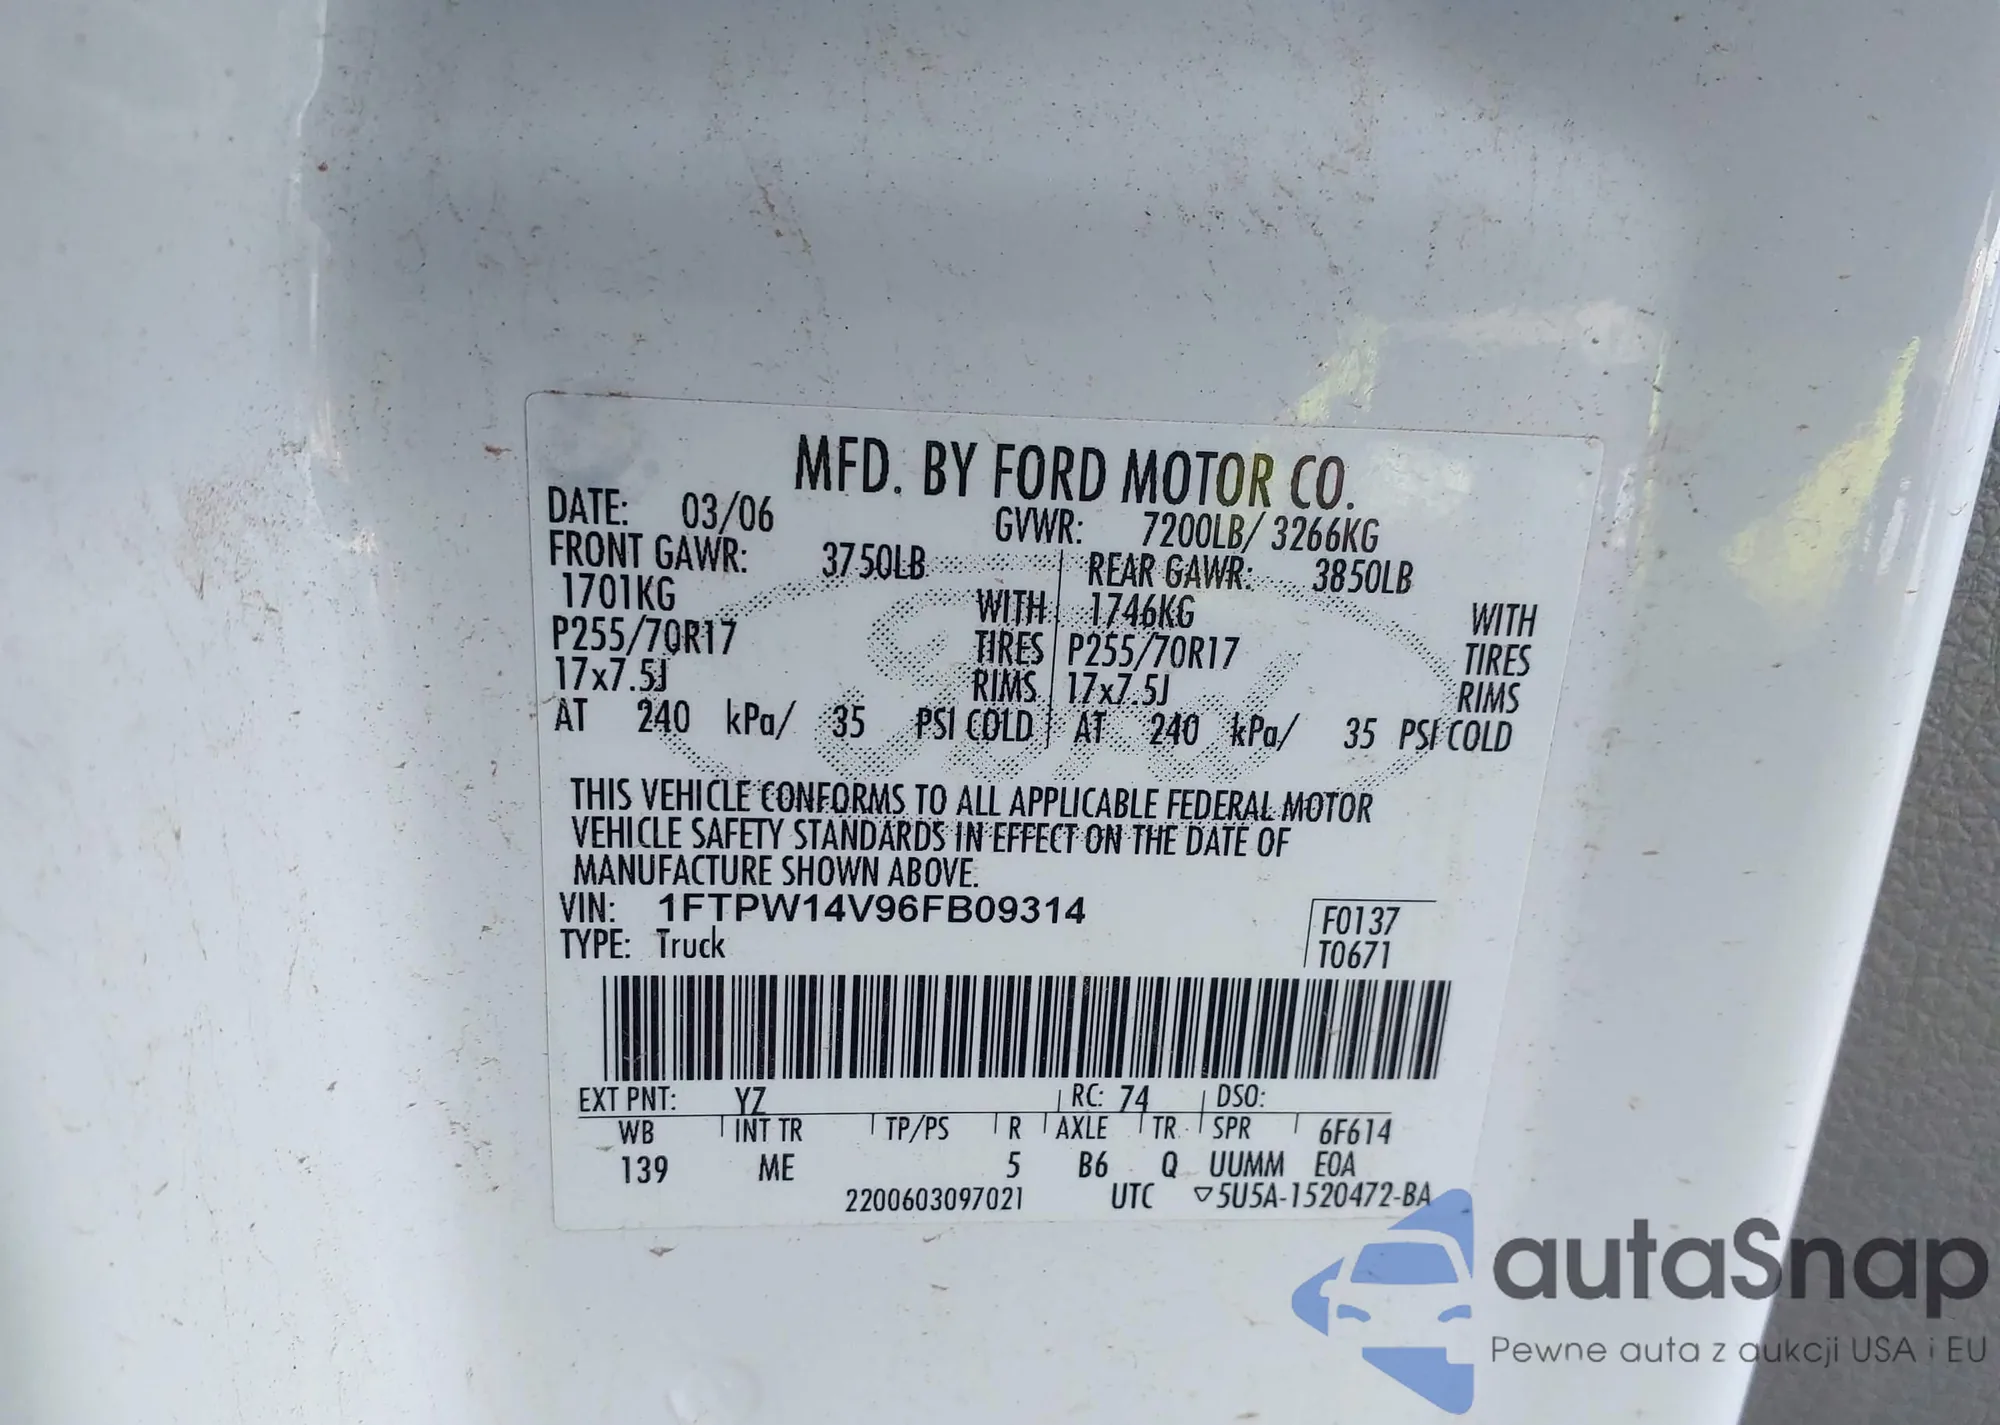 MFD. BY FORD MOTOR CO.
DATE: 03/06 GVWR: 7200LB/ 3266KG
FRONT GAWR: 3750LB REAR GAWR: 3850LB
1701KG WITH 1746KG WITH
P255/70R17 TIRES P255/70R17 TIRES
17x7.5J RIMS 17x7.5J RIMS
AT 240 kPa/ 35 PSI COLD AT 240 kPa/ 35 PSI COLD
Ford
THIS VEHICLE CONFORMS TO ALL APPLICABLE FEDERAL MOTOR
VEHICLE SAFETY STANDARDS IN EFFECT ON THE DATE OF
MANUFACTURE SHOWN ABOVE.
VIN: 1FTPW14V96FB09314 F0137
TYPE: Truck T0671
EXT PNT: YZ RC: 74 DSO:
WB INT TR TP/PS R AXLE TR SPR 6F614
139 ME 5 B6 Q UUMM E0A
2200603097021 UTC ▽5U5A-1520472-BA
autaSnap
Pewne auta z aukcji USA i EU